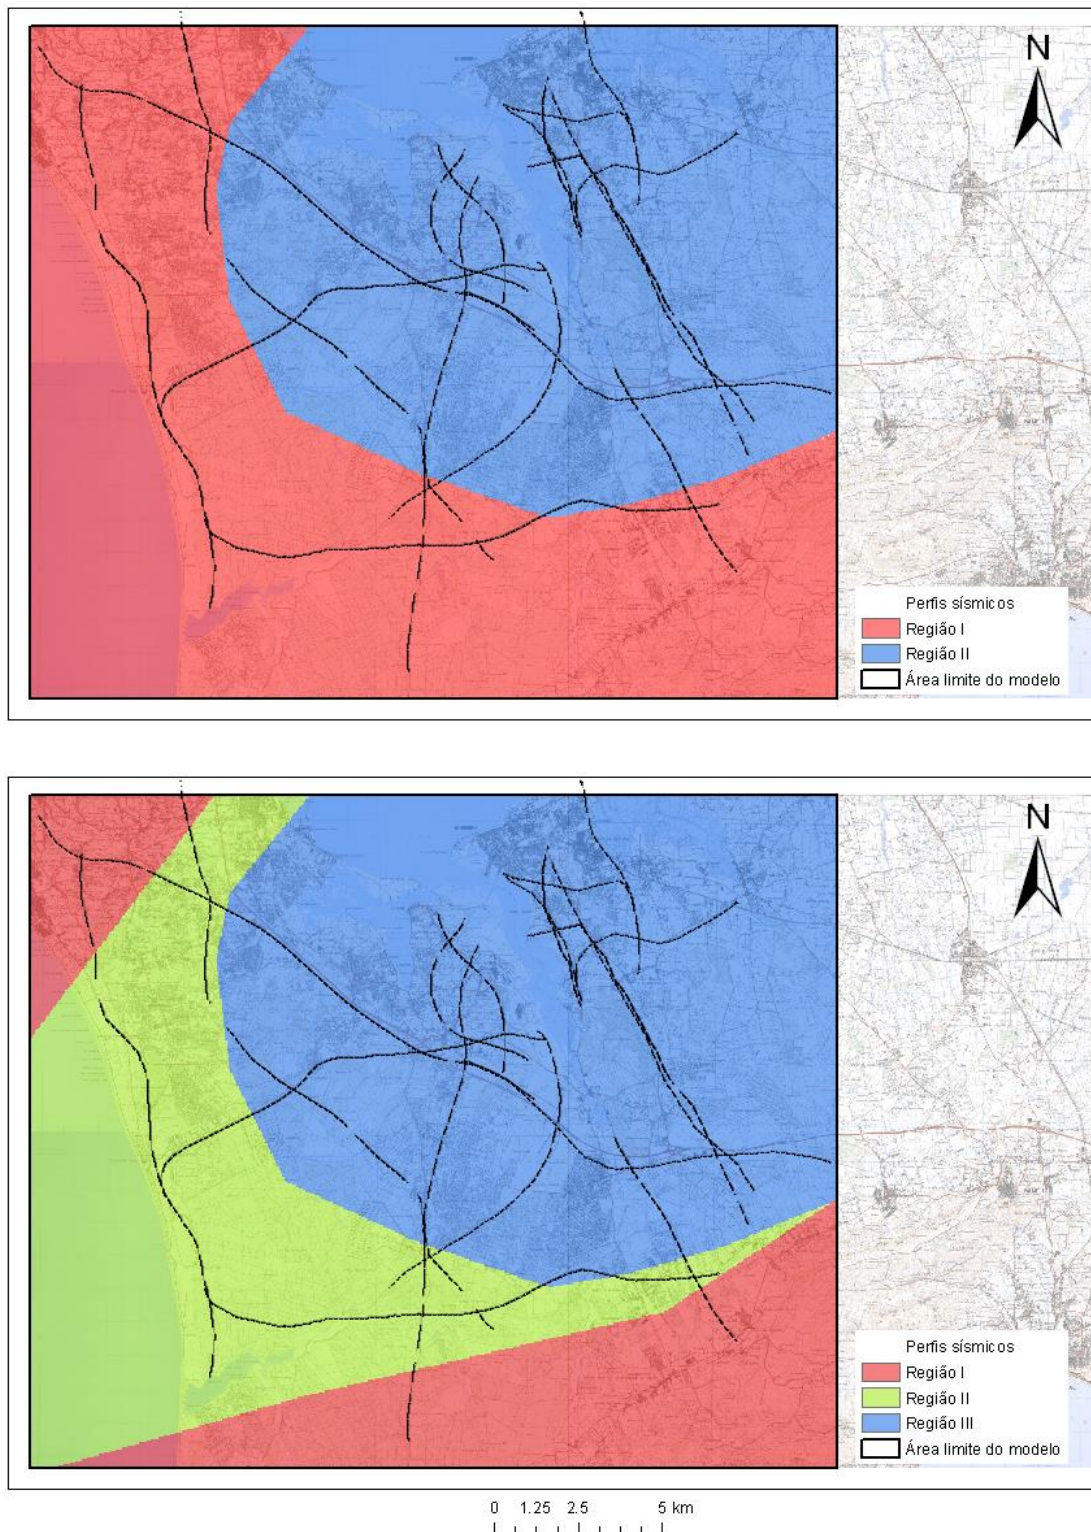 N
Perfis sísmicos
Região I
Região II
Área limite do modelo
N
Perfis sísmicos
Região I
Região II
Região III
Área limite do modelo
0 1.25 2.5 5 km